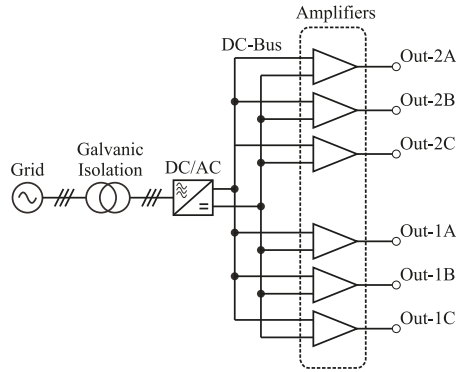 Amplifiers
DC-Bus
Out-2A
Out-2B
Out-2C
Grid
Galvanic
Isolation
DC/AC
Out-1A
Out-1B
Out-1C